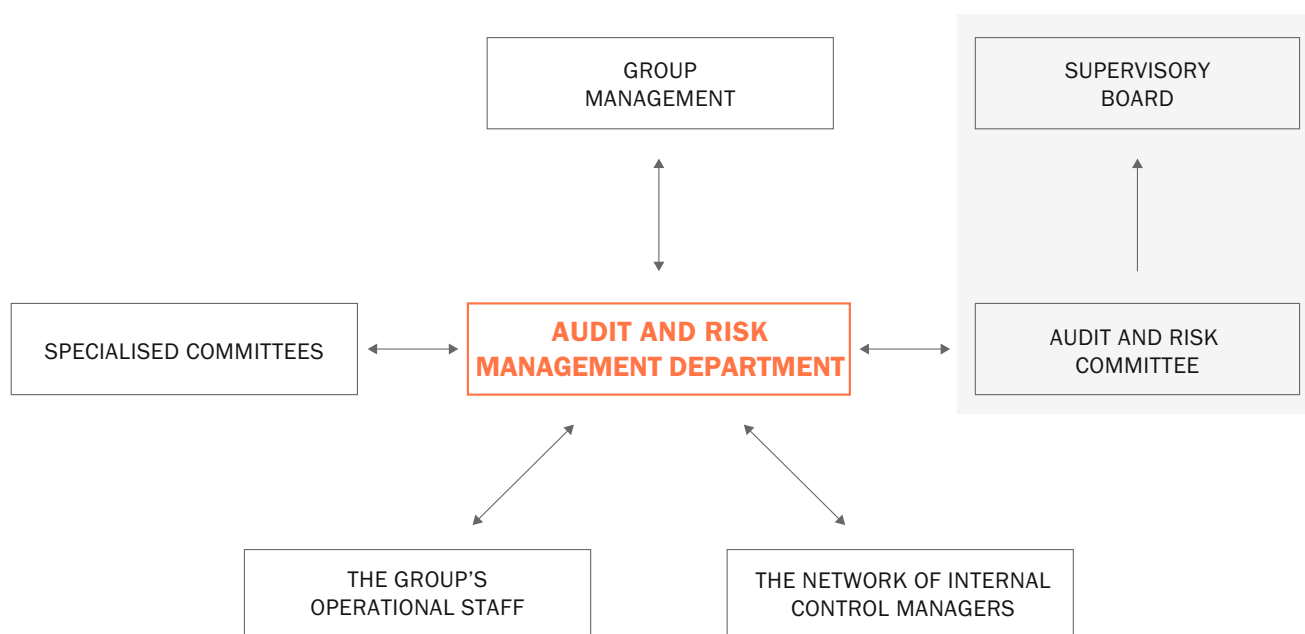 GROUP
MANAGEMENT
SUPERVISORY
BOARD
SPECIALISED COMMITTEES
AUDIT AND RISK
MANAGEMENT DEPARTMENT
AUDIT AND RISK
COMMITTEE
THE GROUP'S
OPERATIONAL STAFF
THE NETWORK OF INTERNAL
CONTROL MANAGERS